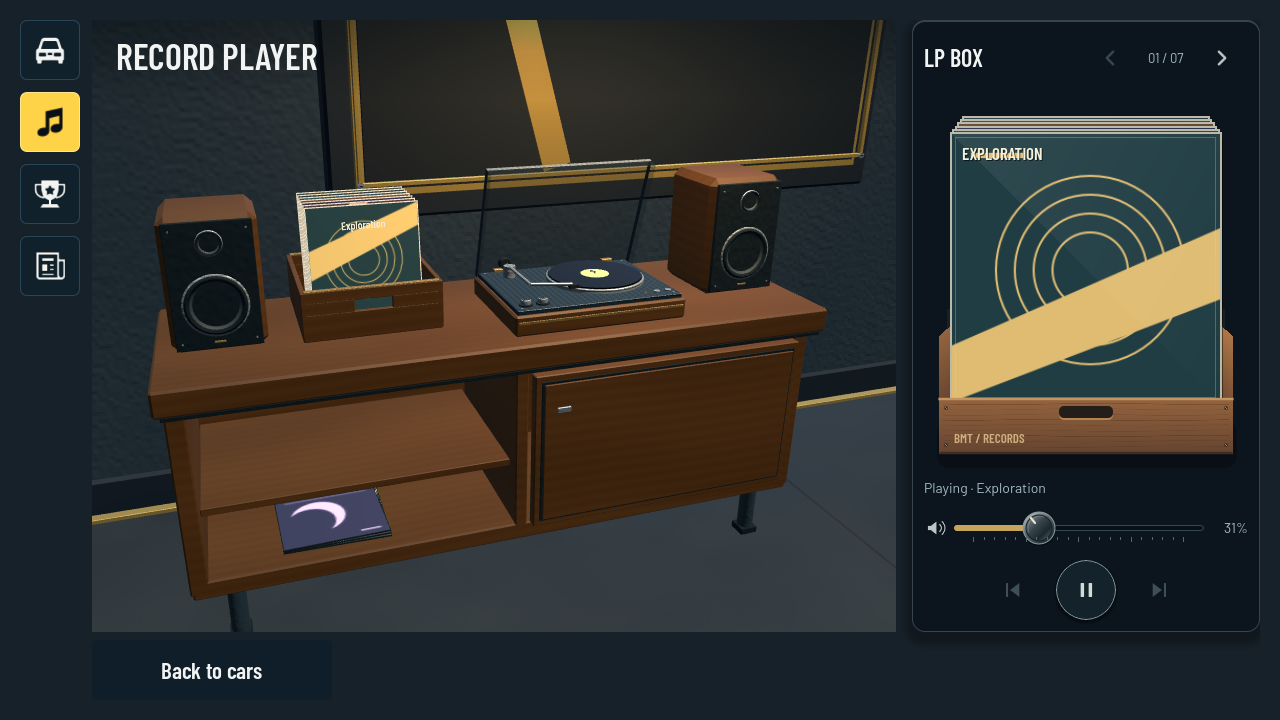 RECORD PLAYER
Exploration
LP BOX
01 / 07
EXPLORATION
BMT / RECORDS
Playing · Exploration
31%
Back to cars